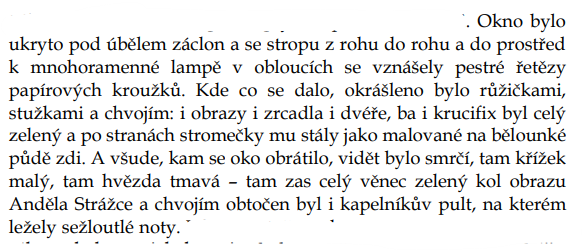 . Okno bylo
ukryto pod úbělem záclon a se stropu z rohu do rohu a do prostřed
k mnohoramenné lampě v obloucích se vznášely pestré řetězy
papírových kroužků. Kde co se dalo, okrášleno bylo růžičkami,
stužkami a chvojím: i obrazy i zrcadla i dvéře, ba i krucifix byl celý
zelený a po stranách stromečky mu stály jako malované na bělounké
půdě zdi. A všude, kam se oko obrátilo, vidět bylo smrčí, tam křížek
malý, tam hvězda tmavá – tam zas celý věnec zelený kol obrazu
Anděla Strážce a chvojím obtočen byl i kapelníkův pult, na kterém
ležely sežloutlé noty.